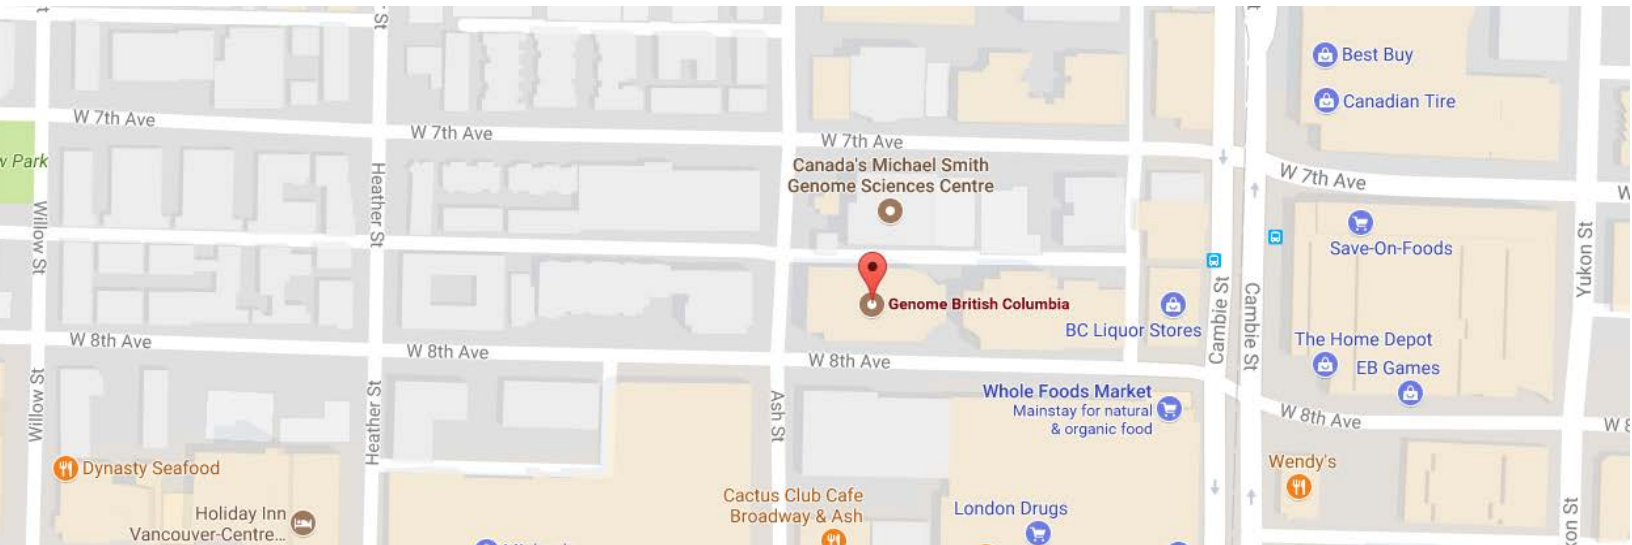 St
Best Buy
Canadian Tire
W 7th Ave
W 7th Ave
W 7th Ave
W 7th Ave
Park
Canada's Michael Smith
Genome Sciences Centre
Heather St
Willow St
Save-On-Foods
Yukon St
Genome British Columbia
BC Liquor Stores
Cambie St
Cambie St
The Home Depot
EB Games
W 8th Ave
W 8th Ave
W 8th Ave
W 8th Ave
Whole Foods Market
Mainstay for natural
& organic food
Willow St
Heather St
Ash St
Dynasty Seafood
Wendy's
Holiday Inn
Vancouver-Centre...
Cactus Club Cafe
Broadway & Ash
London Drugs